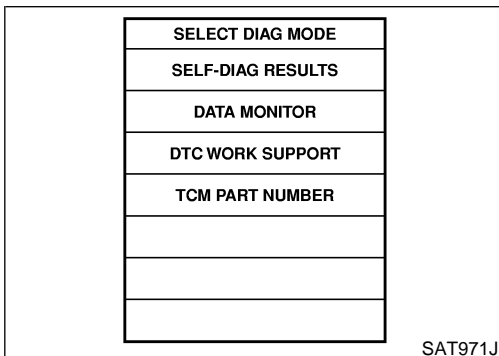 SELECT DIAG MODE
SELF-DIAG RESULTS
DATA MONITOR
DTC WORK SUPPORT
TCM PART NUMBER
SAT971J